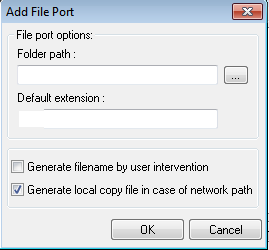 Add File Port
File port options:
Folder path :
...
Default extension :
Generate filename by user intervention
Generate local copy file in case of network path
OK
Cancel